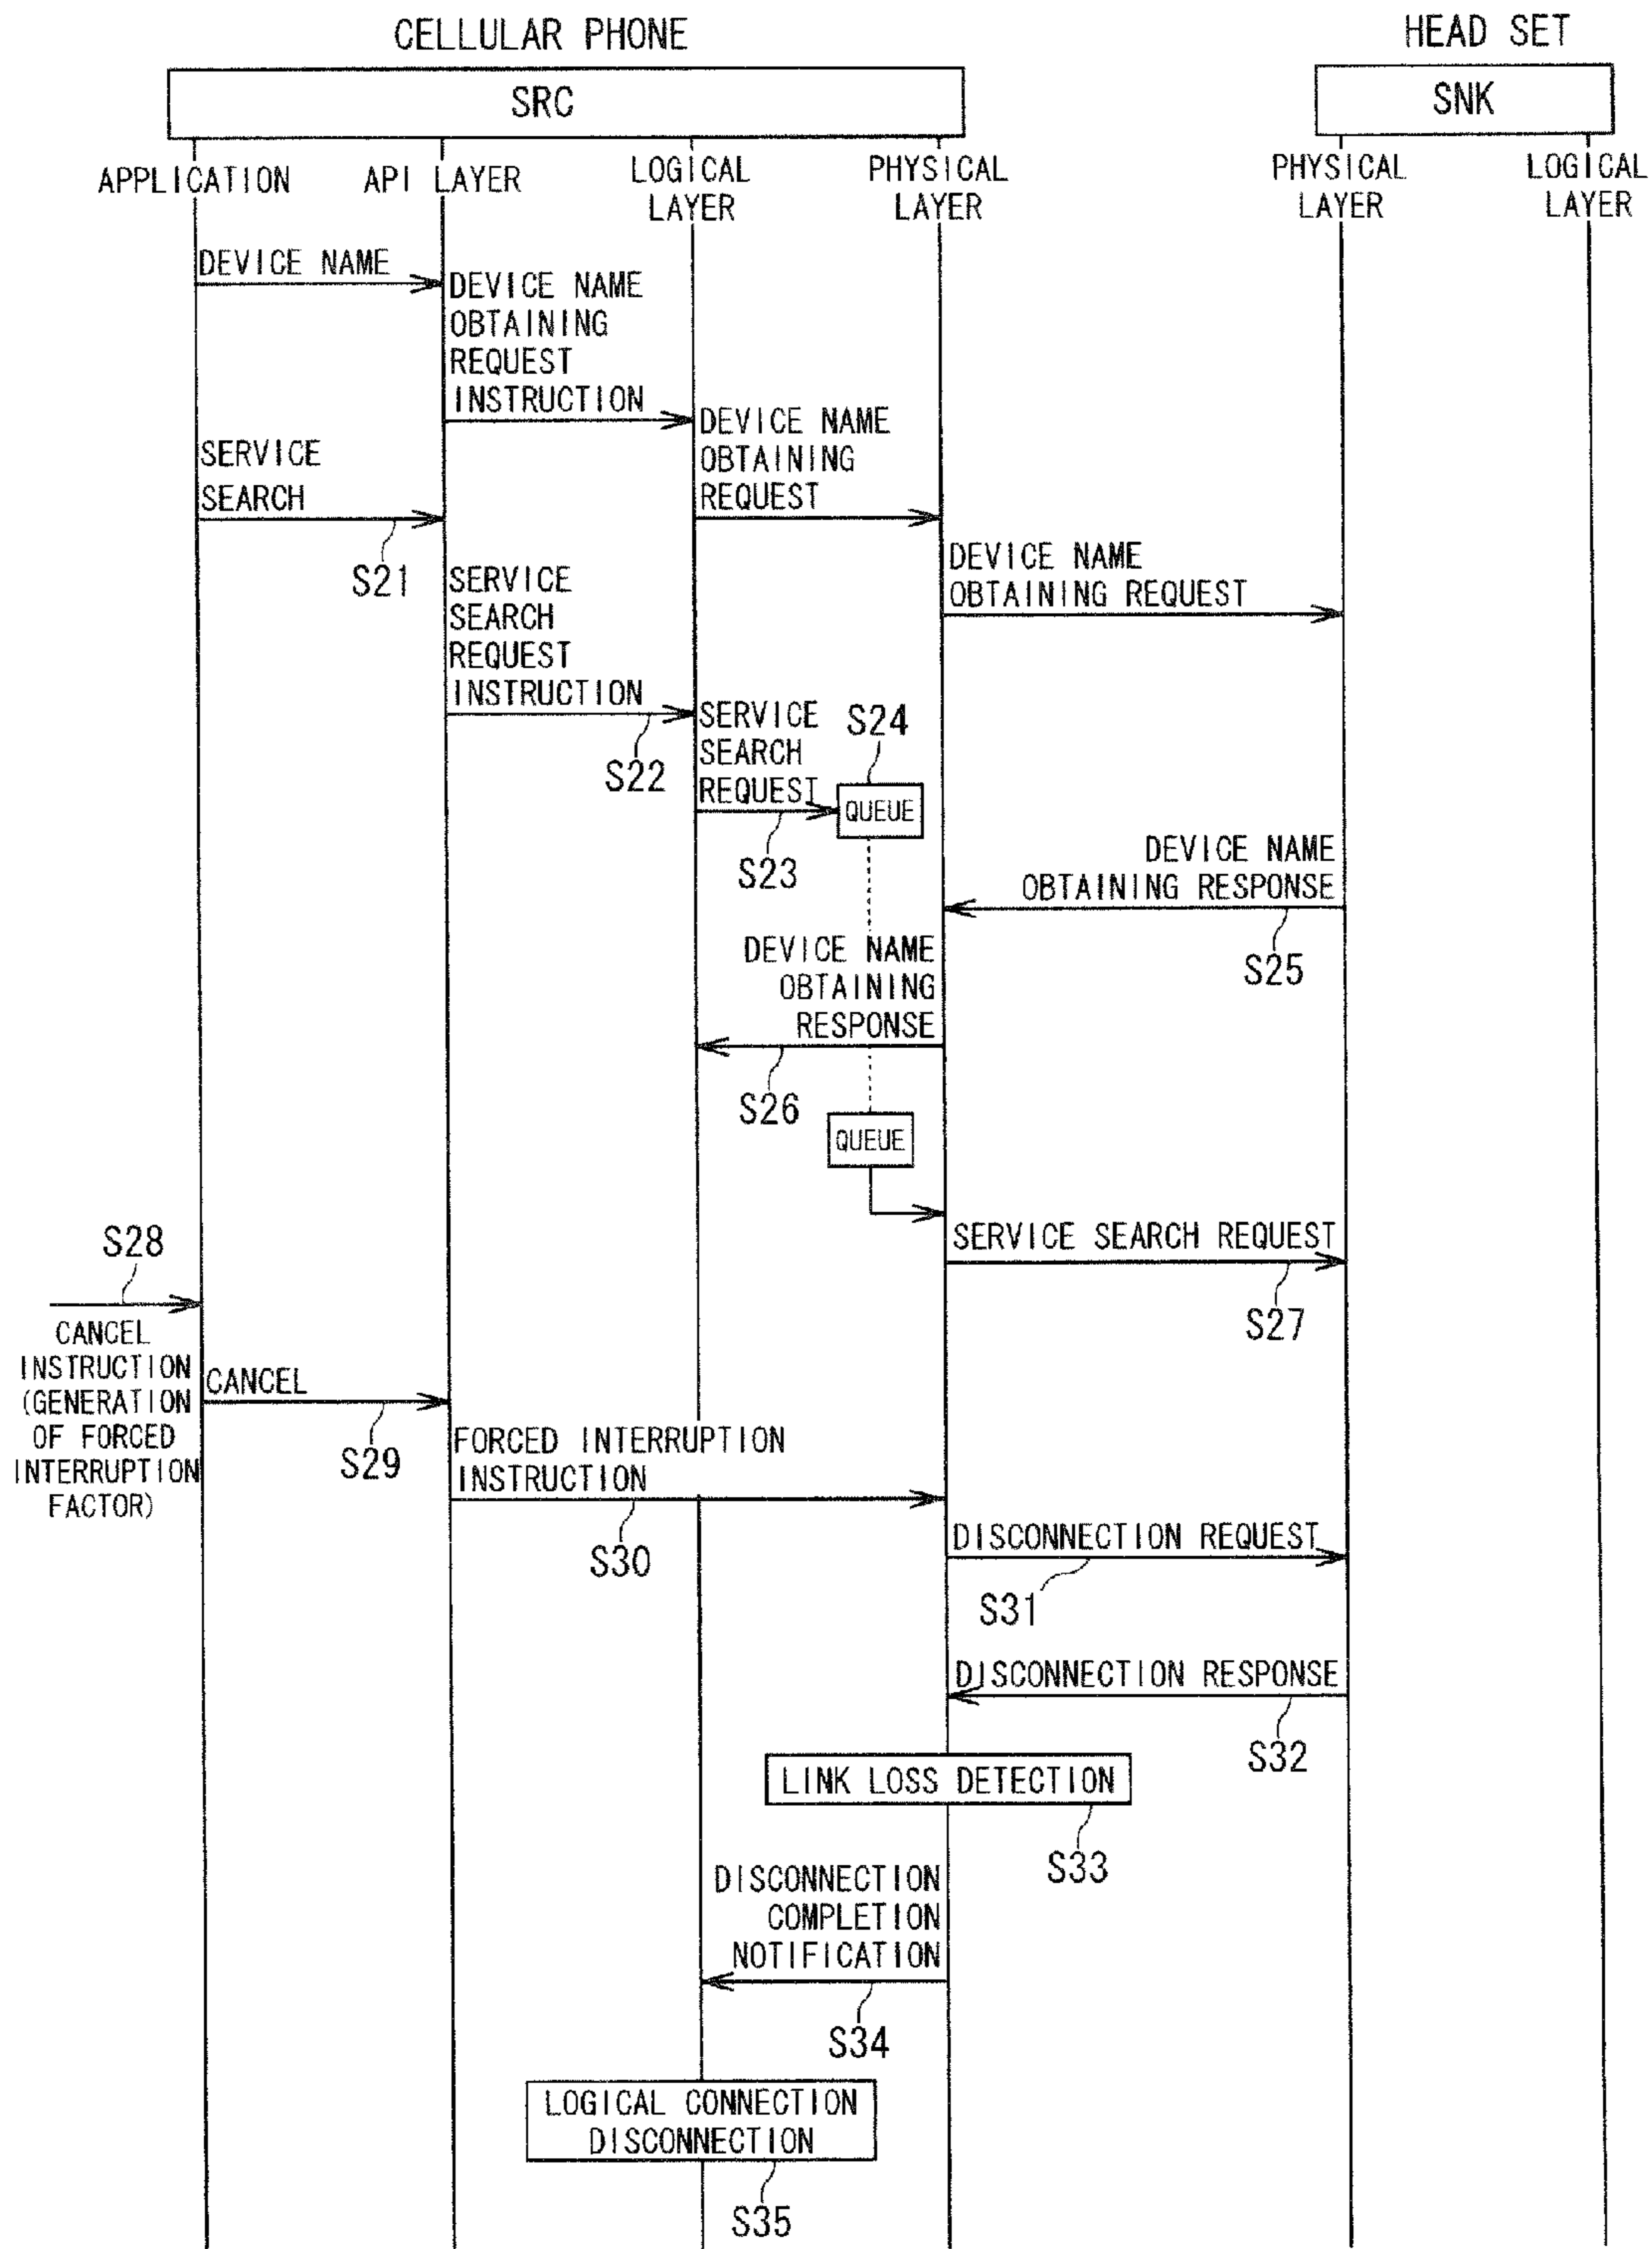 CELLULAR PHONE
HEAD SET
SRC
SNK
APPLICATION
API LAYER
LOGICAL
LAYER
PHYSICAL
LAYER
PHYSICAL
LAYER
LOGICAL
LAYER
DEVICE NAME
DEVICE NAME
OBTAINING
REQUEST
INSTRUCTION
SERVICE
SEARCH
S21
DEVICE NAME
OBTAINING
REQUEST
DEVICE NAME
OBTAINING REQUEST
SERVICE
SEARCH
REQUEST
INSTRUCTION
S22
SERVICE
SEARCH
REQUEST
S23
S24
QUEUE
DEVICE NAME
OBTAINING RESPONSE
S25
DEVICE NAME
OBTAINING
RESPONSE
S26
QUEUE
SERVICE SEARCH REQUEST
S27
S28
CANCEL
INSTRUCTION
(GENERATION
OF FORCED
INTERRUPTION
FACTOR)
CANCEL
S29
FORCED INTERRUPTION
INSTRUCTION
S30
DISCONNECTION REQUEST
S31
DISCONNECTION RESPONSE
S32
LINK LOSS DETECTION
S33
DISCONNECTION
COMPLETION
NOTIFICATION
S34
LOGICAL CONNECTION
DISCONNECTION
S35